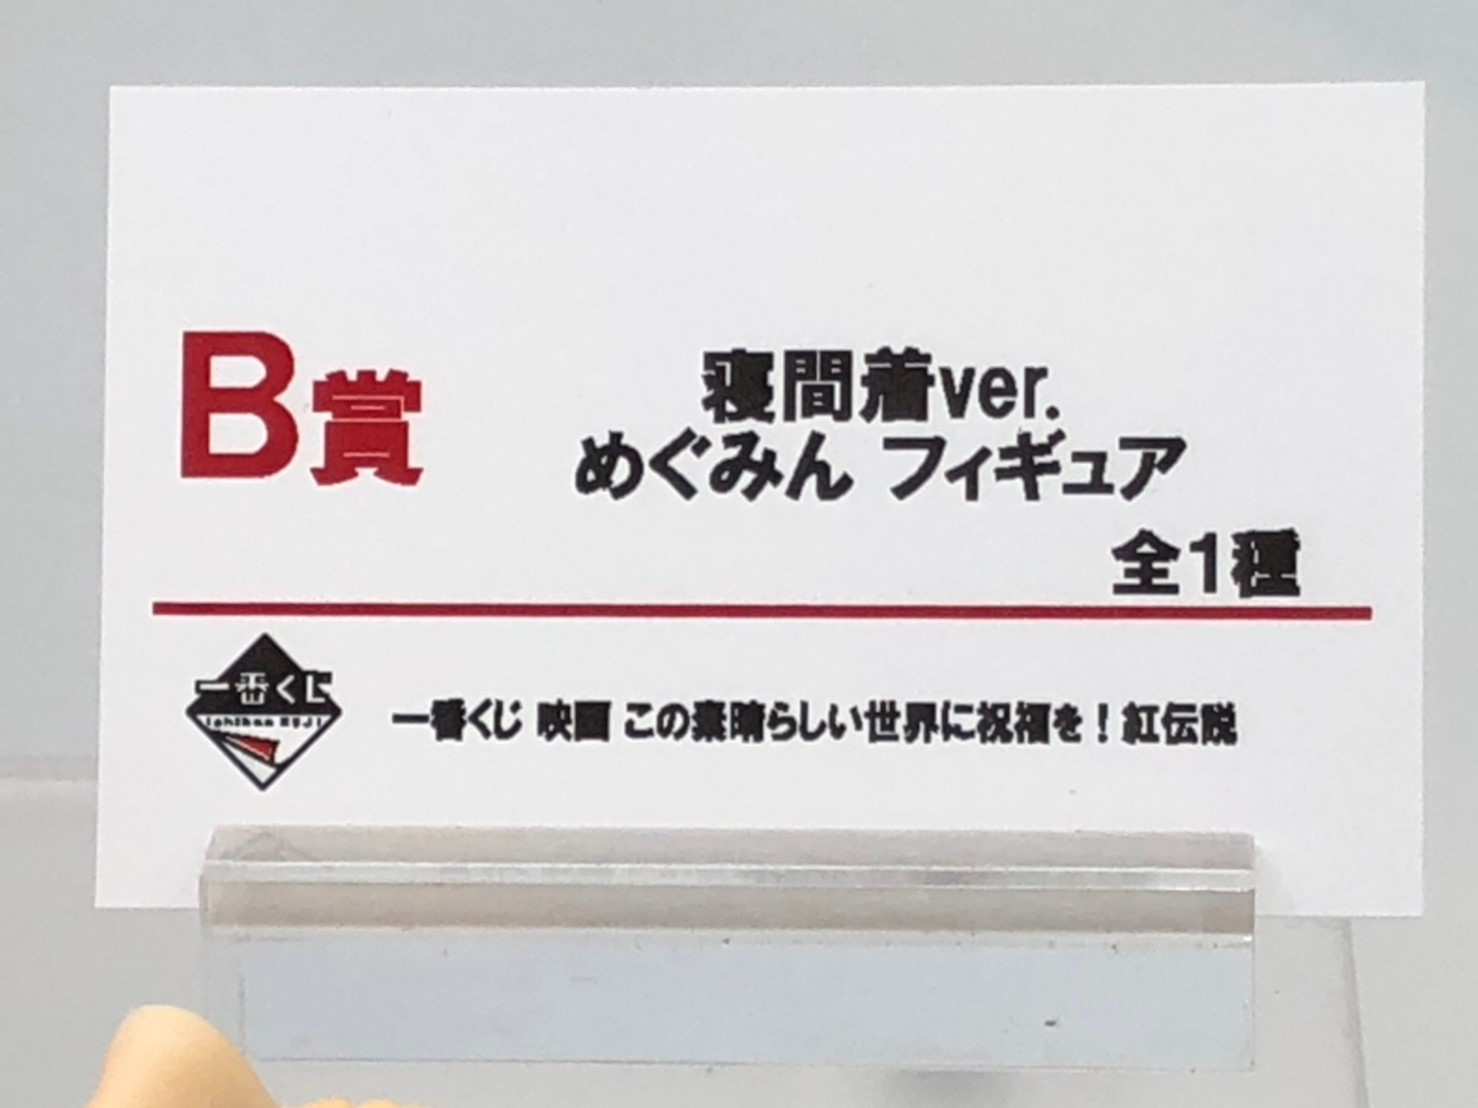 B賞
寝間着ver.
めぐみん フィギュア
全1種
一番くじ
Ichiban KUJI
一番くじ 映画 この素晴らしい世界に祝福を！紅伝説